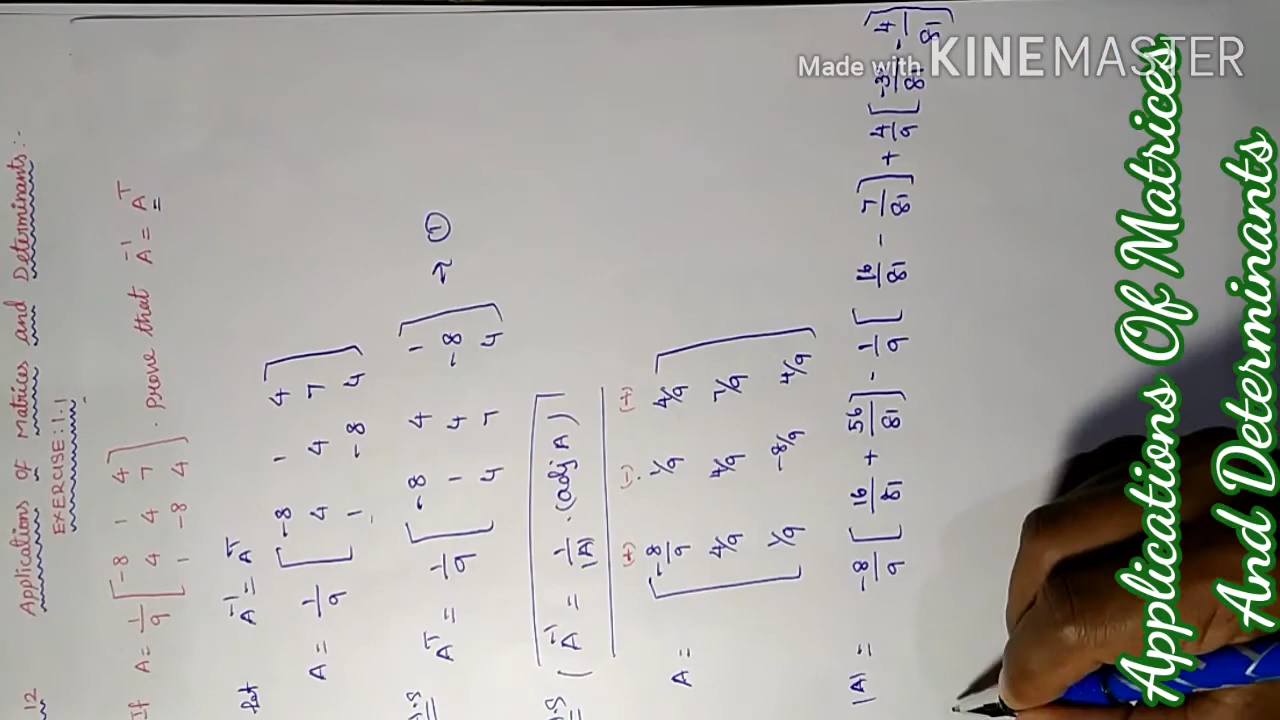 12 Applications of Matrices and Determinants:-
EXERCISE:1.1
If A = 1/9 [ -8 1 4
4 4 7
1 -8 4 ] . Prove that A⁻¹ = Aᵀ
A⁻¹ = Aᵀ
A = 1/9 [ -8 1 4
4 4 7
1 -8 4 ]
Aᵀ = 1/9 [ -8 4 1
1 4 -8
4 7 4 ] → ①
( A⁻¹ = 1/|A| . (adj A) )
(+) (-) (+)
A = [ -8/9 1/9 4/9
4/9 4/9 7/9
1/9 -8/9 4/9 ]
|A| = -8/9 [ 16/81 + 56/81 ] - 1/9 [ 16/81 - 7/81 ] + 4/9 [ -32/81 - 4/81 ]
Made with KINEMASTER
Applications Of Matrices
And Determinants